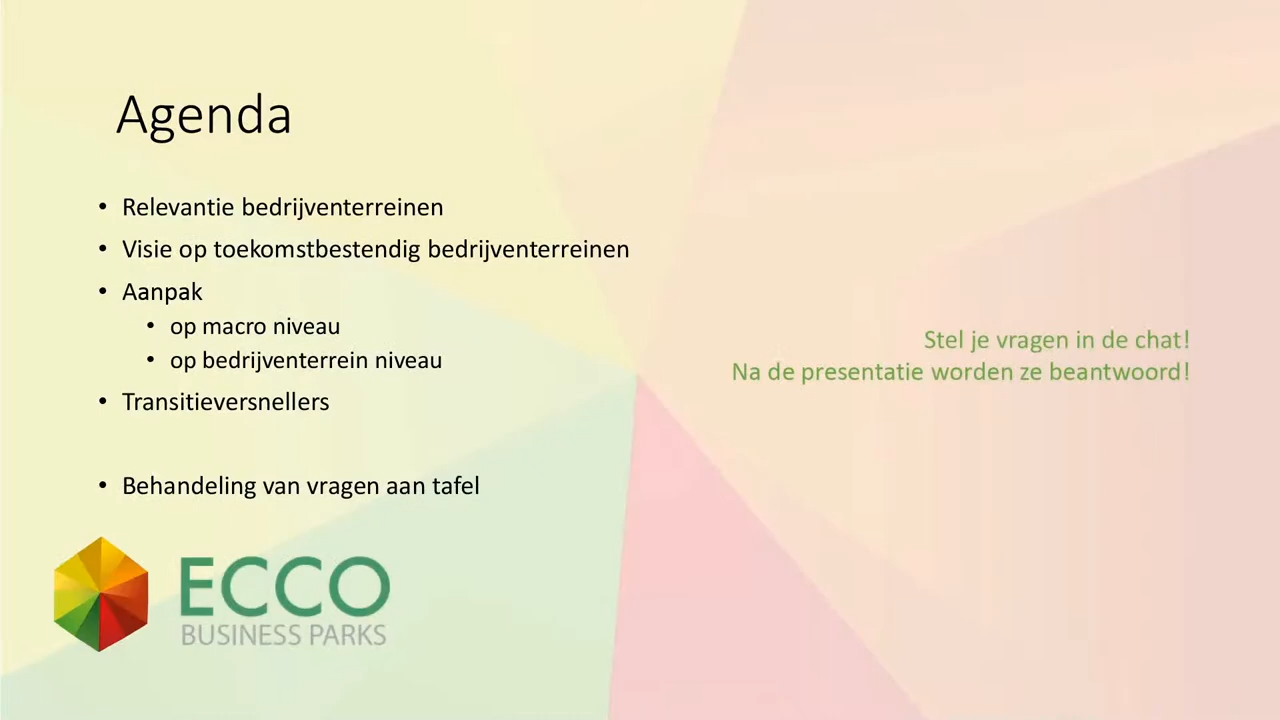 Agenda
• Relevantie bedrijventerreinen
• Visie op toekomstbestendig bedrijventerreinen
• Aanpak
• op macro niveau
• op bedrijventerrein niveau
• Transitieversnellers
• Behandeling van vragen aan tafel
Stel je vragen in de chat!
Na de presentatie worden ze beantwoord!
ECCO
BUSINESS PARKS